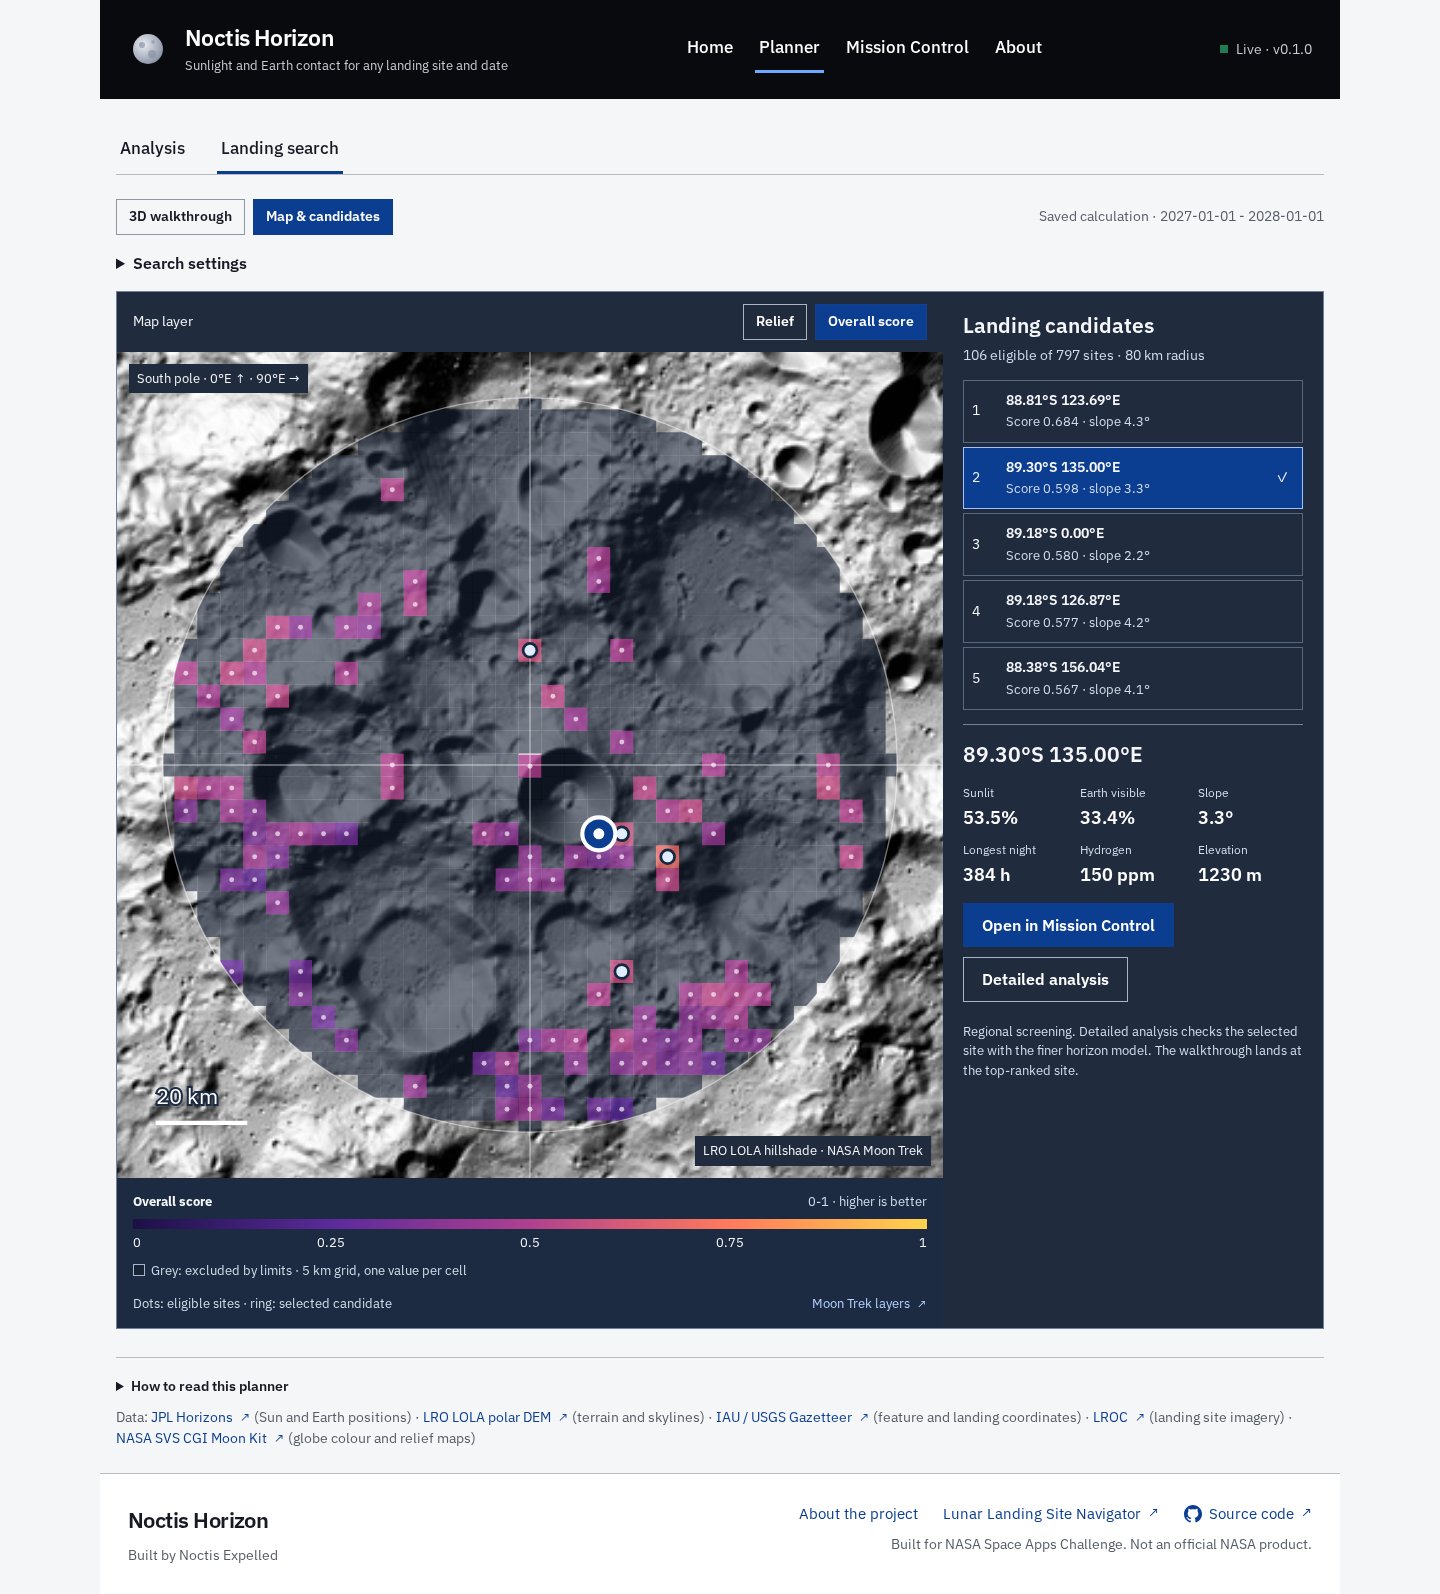 Noctis Horizon
Sunlight and Earth contact for any landing site and date
Home Planner Mission Control About
Live · v0.1.0
Analysis Landing search
3D walkthrough Map & candidates
Saved calculation · 2027-01-01 - 2028-01-01
▶ Search settings
Map layer
Relief Overall score
South pole · 0°E ↑ · 90°E →
20 km
LRO LOLA hillshade · NASA Moon Trek
Overall score
0-1 · higher is better
0 0.25 0.5 0.75 1
Grey: excluded by limits · 5 km grid, one value per cell
Dots: eligible sites · ring: selected candidate
Moon Trek layers ↗
Landing candidates
106 eligible of 797 sites · 80 km radius
1
88.81°S 123.69°E
Score 0.684 · slope 4.3°
2
89.30°S 135.00°E
Score 0.598 · slope 3.3°
✓
3
89.18°S 0.00°E
Score 0.580 · slope 2.2°
4
89.18°S 126.87°E
Score 0.577 · slope 4.2°
5
88.38°S 156.04°E
Score 0.567 · slope 4.1°
89.30°S 135.00°E
Sunlit Earth visible Slope
53.5% 33.4% 3.3°
Longest night Hydrogen Elevation
384 h 150 ppm 1230 m
Open in Mission Control
Detailed analysis
Regional screening. Detailed analysis checks the selected
site with the finer horizon model. The walkthrough lands at
the top-ranked site.
▶ How to read this planner
Data: JPL Horizons ↗ (Sun and Earth positions) · LRO LOLA polar DEM ↗ (terrain and skylines) · IAU / USGS Gazetteer ↗ (feature and landing coordinates) · LROC ↗ (landing site imagery) ·
NASA SVS CGI Moon Kit ↗ (globe colour and relief maps)
Noctis Horizon
Built by Noctis Expelled
About the project Lunar Landing Site Navigator ↗ Source code ↗
Built for NASA Space Apps Challenge. Not an official NASA product.